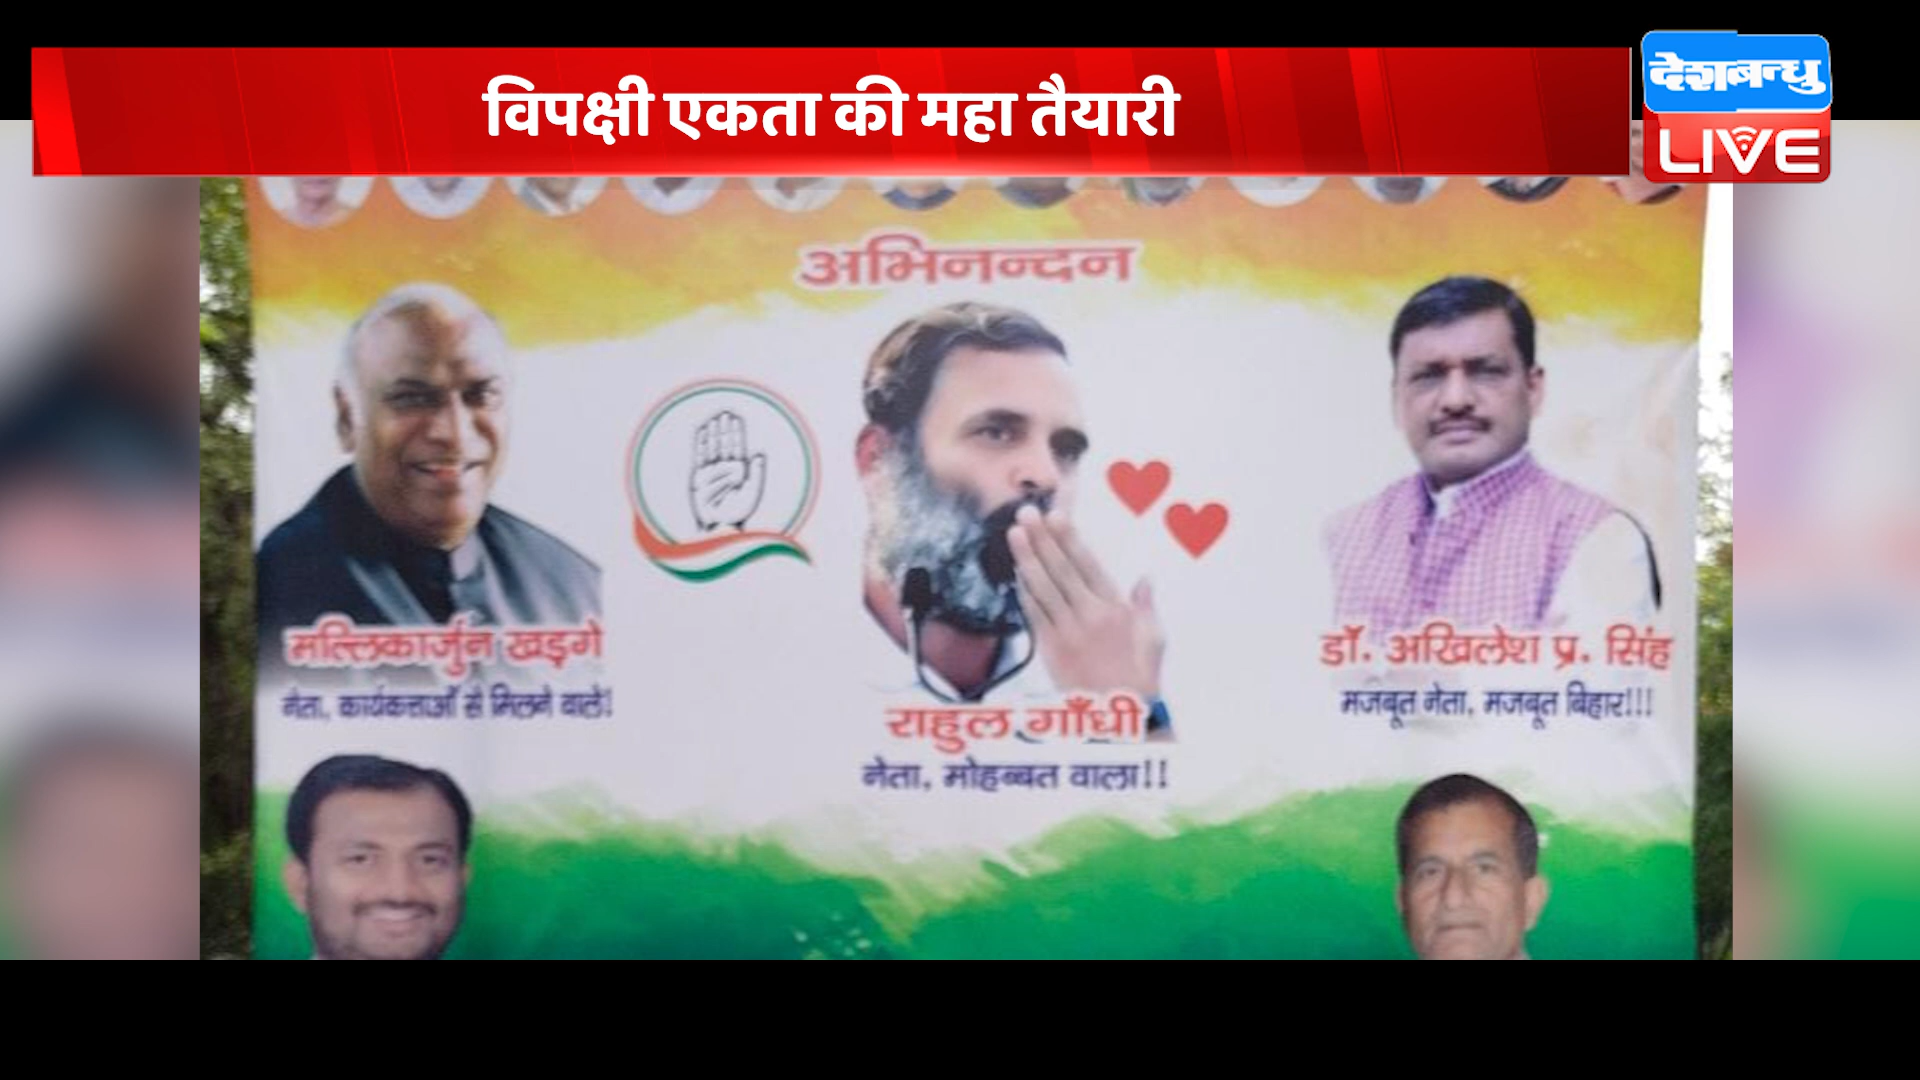 विपक्षी एकता की महा तैयारी
देशबन्धु
LIVE
अभिनन्दन
मल्लिकार्जुन खड़गे
नेता, कार्यकर्त्ताओं से मिलने वाले!
राहुल गाँधी
नेता, मोहब्बत वाला!!
डॉ. अखिलेश प्र. सिंह
मजबूत नेता, मजबूत बिहार!!!